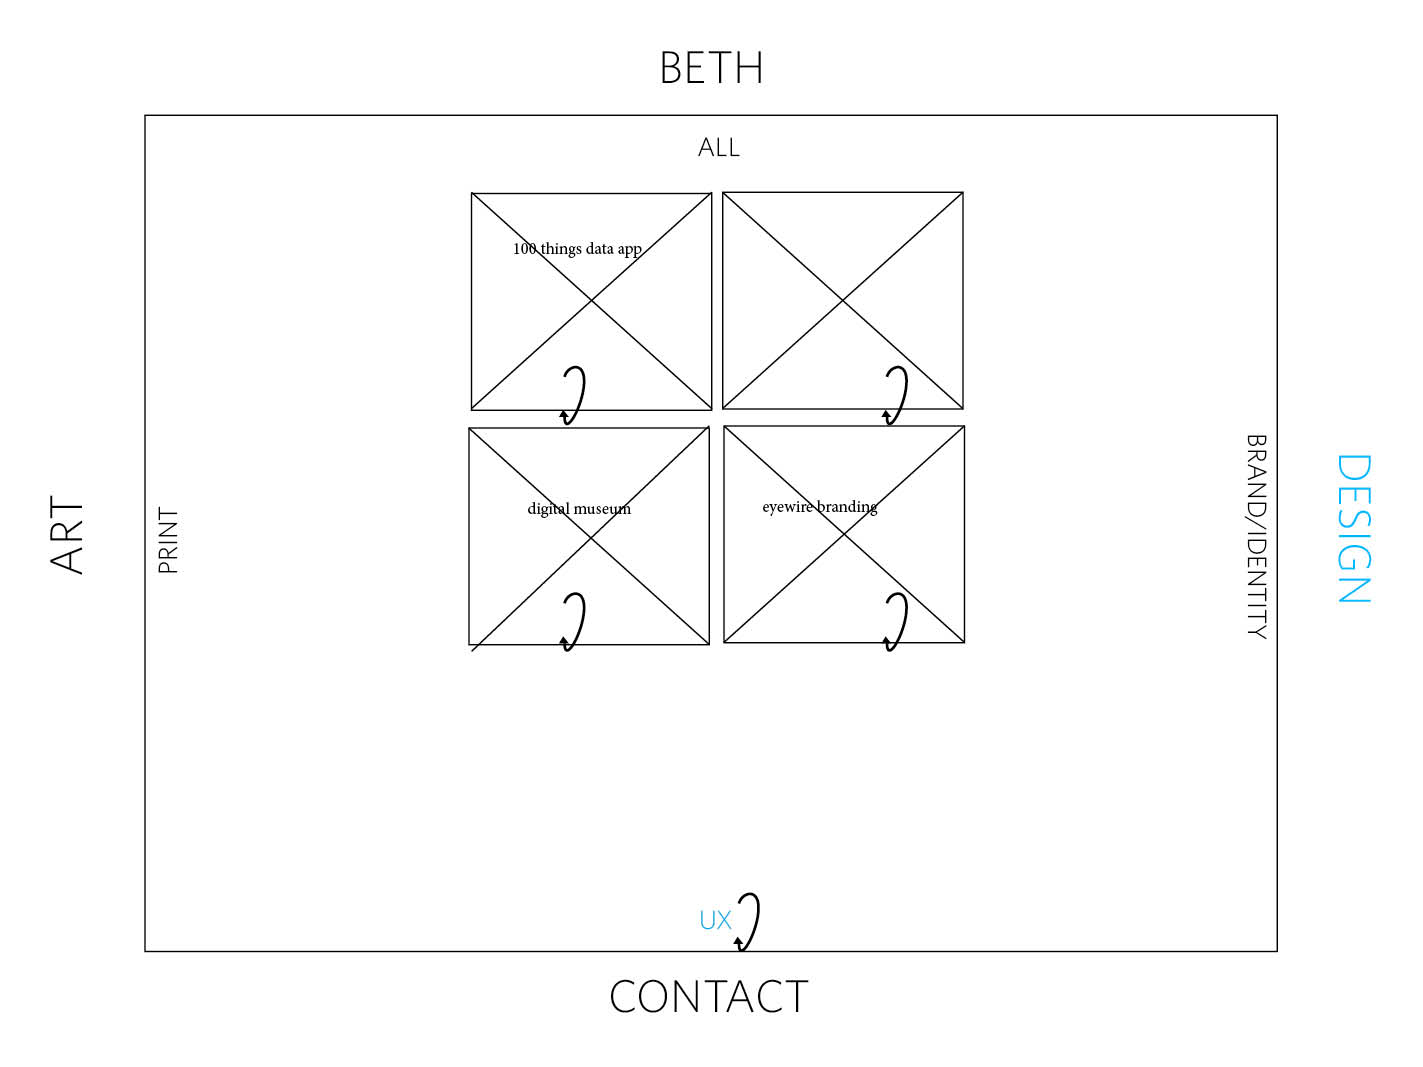 BETH
ALL
100 things data app
ART
PRINT
digital museum
eyewire branding
BRAND/IDENTITY
DESIGN
UX
CONTACT